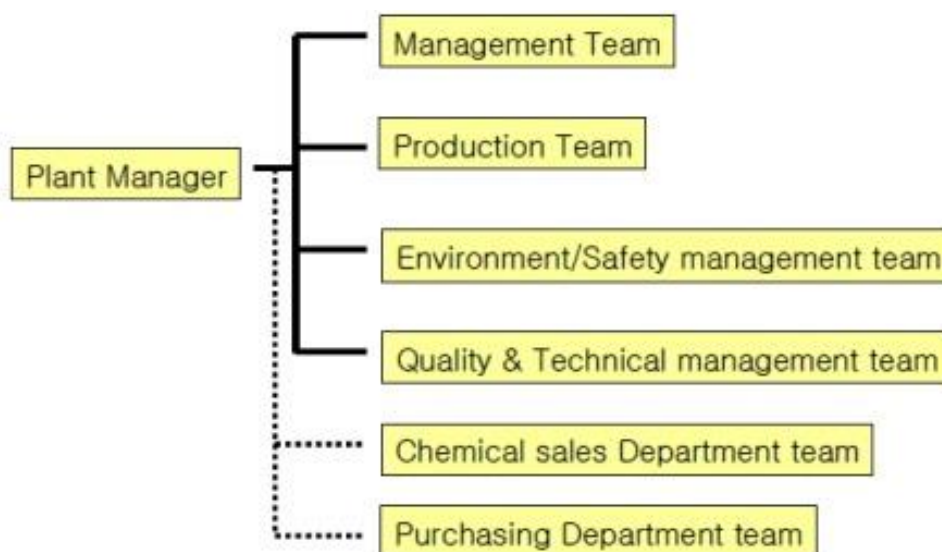 Management Team
Production Team
Plant Manager
Environment/Safety management team
Quality & Technical management team
Chemical sales Department team
Purchasing Department team